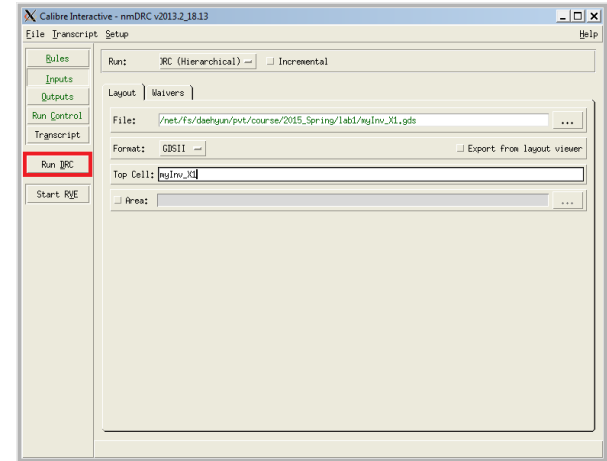 Calibre Interactive - nmDRC v2013.2_18.13
File Transcript Setup Help
Rules
Inputs
Outputs
Run Control
Transcript
Run DRC
Start RVE
Run: DRC (Hierarchical) Incremental
Layout Waivers
File: /net/fs/daehyun/pvt/course/2015_Spring/lab1/myInv_X1.gds ...
Format: GDSII Export from layout viewer
Top Cell: myInv_X1
Area: ...